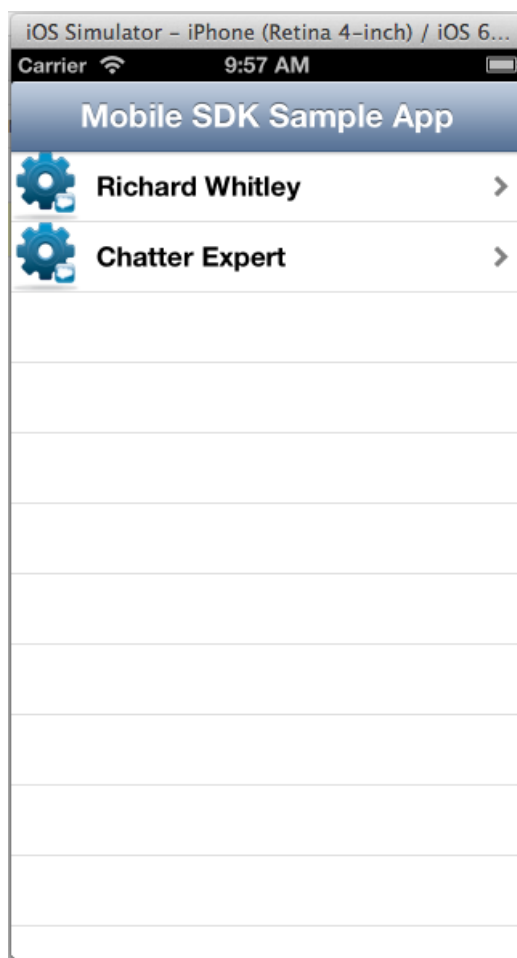 iOS Simulator – iPhone (Retina 4-inch) / iOS 6...
Carrier 9:57 AM
Mobile SDK Sample App
Richard Whitley
Chatter Expert